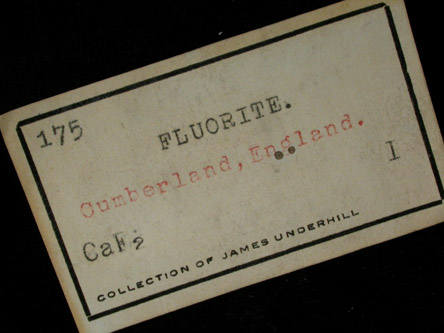 175
FLUORITE.
Cumberland, England.
I
CaF2
COLLECTION OF JAMES UNDERHILL